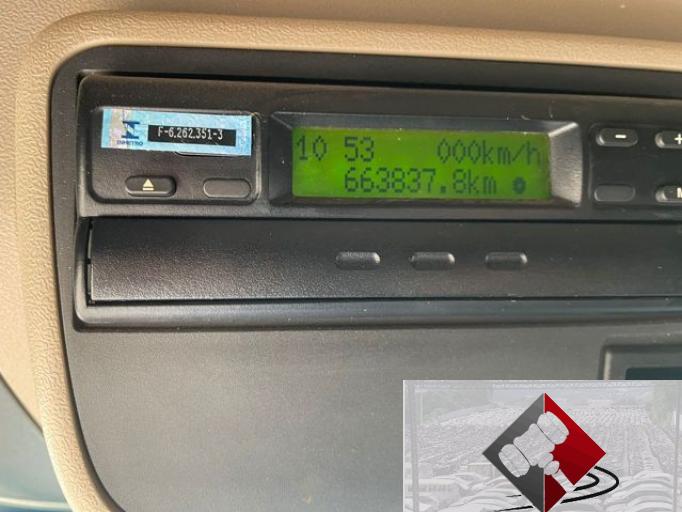 F-6.262.351-3
INMETRO
10 53 000km/h
663837.8km
- +
M